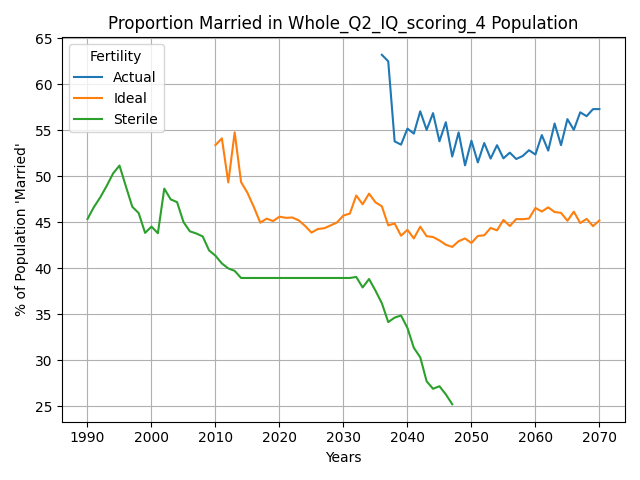 Proportion Married in Whole_Q2_IQ_scoring_4 Population
Fertility
Actual
Ideal
Sterile
% of Population 'Married'
65
60
55
50
45
40
35
30
25
1990 2000 2010 2020 2030 2040 2050 2060 2070
Years